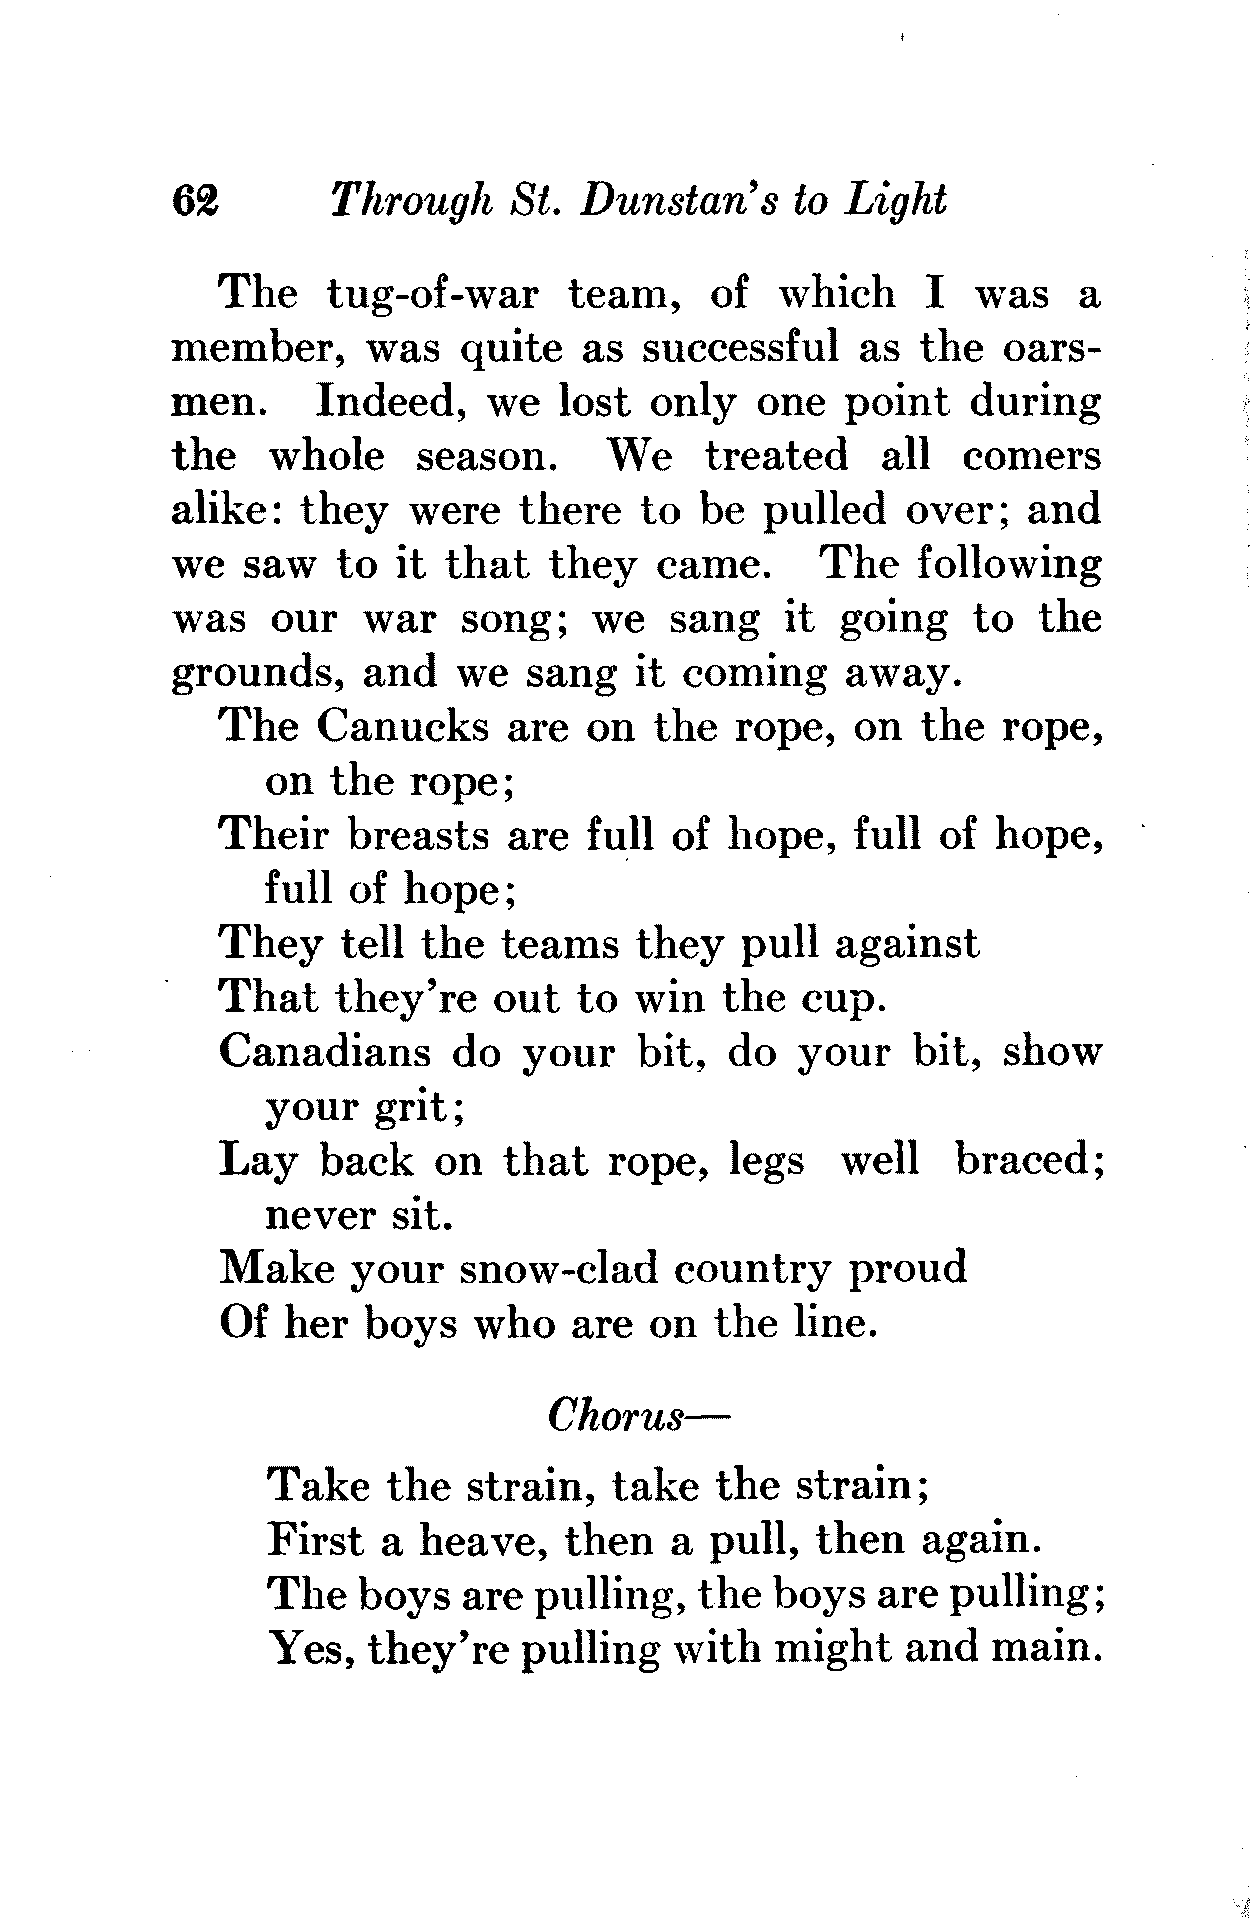 62 Through St. Dunstan's to Light
The tug-of-war team, of which I was a
member, was quite as successful as the oars-
men. Indeed, we lost only one point during
the whole season. We treated all comers
alike: they were there to be pulled over; and
we saw to it that they came. The following
was our war song; we sang it going to the
grounds, and we sang it coming away.
The Canucks are on the rope, on the rope,
on the rope;
Their breasts are full of hope, full of hope,
full of hope;
They tell the teams they pull against
That they're out to win the cup.
Canadians do your bit, do your bit, show
your grit;
Lay back on that rope, legs well braced;
never sit.
Make your snow-clad country proud
Of her boys who are on the line.
Chorus—
Take the strain, take the strain;
First a heave, then a pull, then again.
The boys are pulling, the boys are pulling;
Yes, they're pulling with might and main.